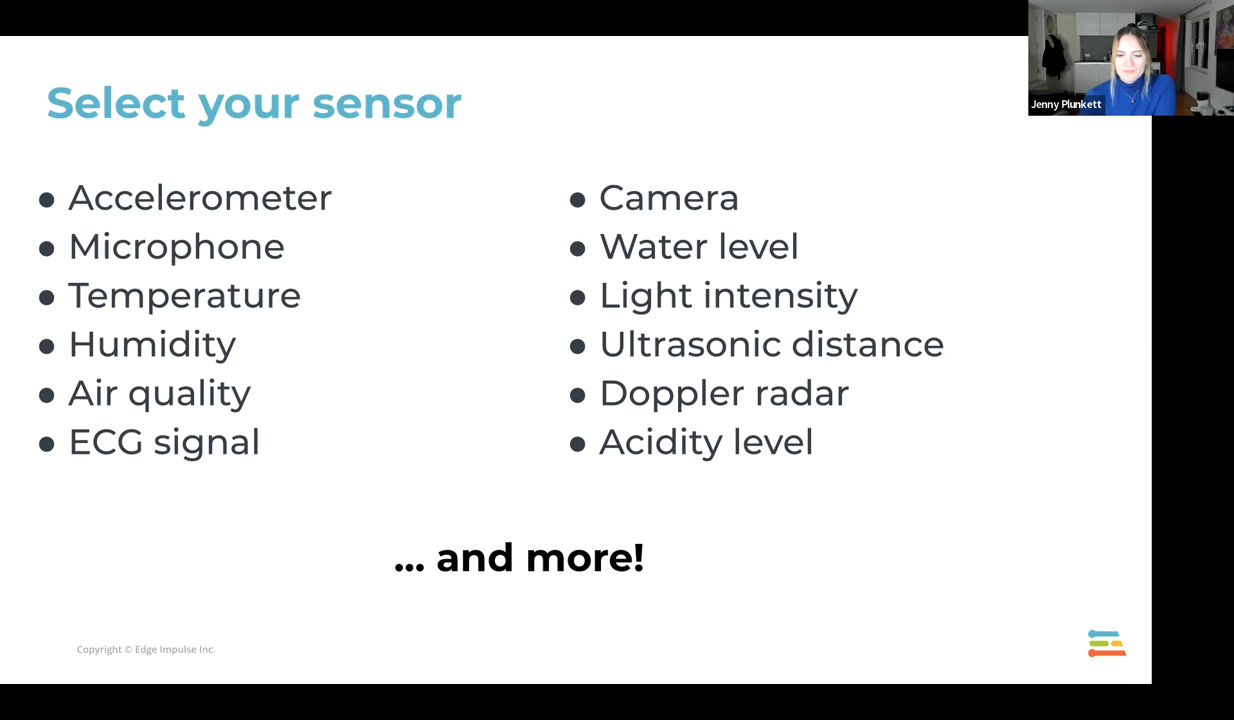 Jenny Plunkett
Select your sensor
● Accelerometer
● Microphone
● Temperature
● Humidity
● Air quality
● ECG signal
● Camera
● Water level
● Light intensity
● Ultrasonic distance
● Doppler radar
● Acidity level
... and more!
Copyright © Edge Impulse Inc.